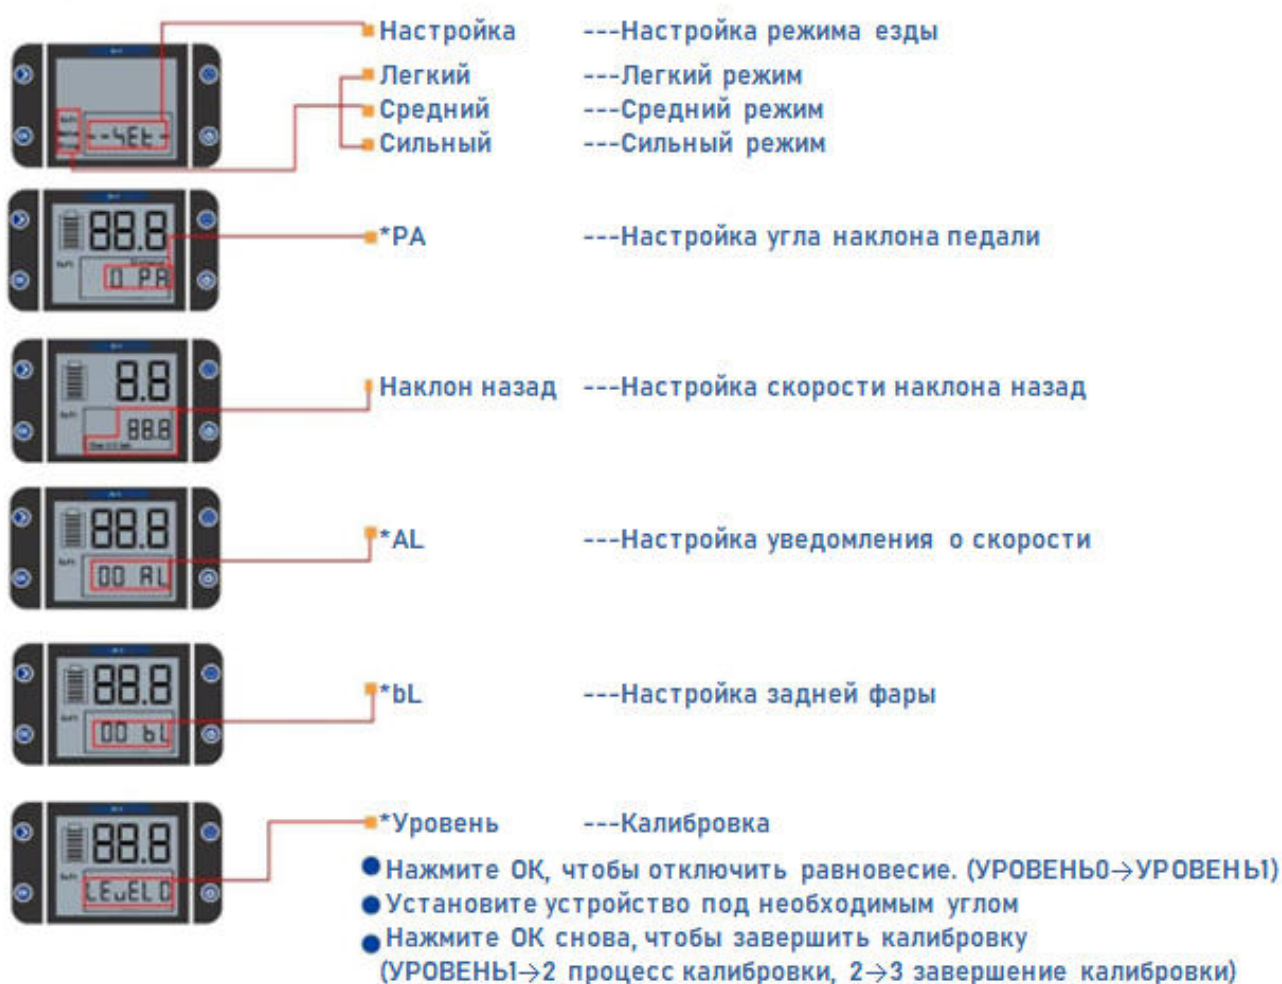 Настройка ---Настройка режима езды
Легкий ---Легкий режим
Средний ---Средний режим
Сильный ---Сильный режим
--SEt-
88.8
*PA ---Настройка угла наклона педали
0 PA
8.8
Наклон назад ---Настройка скорости наклона назад
88.8
88.8
*AL ---Настройка уведомления о скорости
00 AL
88.8
*bL ---Настройка задней фары
00 bL
*Уровень ---Калибровка
88.8
LEvEL0
Нажмите ОК, чтобы отключить равновесие. (УРОВЕНЬ0→УРОВЕНЬ1)
Установите устройство под необходимым углом
Нажмите ОК снова, чтобы завершить калибровку
(УРОВЕНЬ1→2 процесс калибровки, 2→3 завершение калибровки)